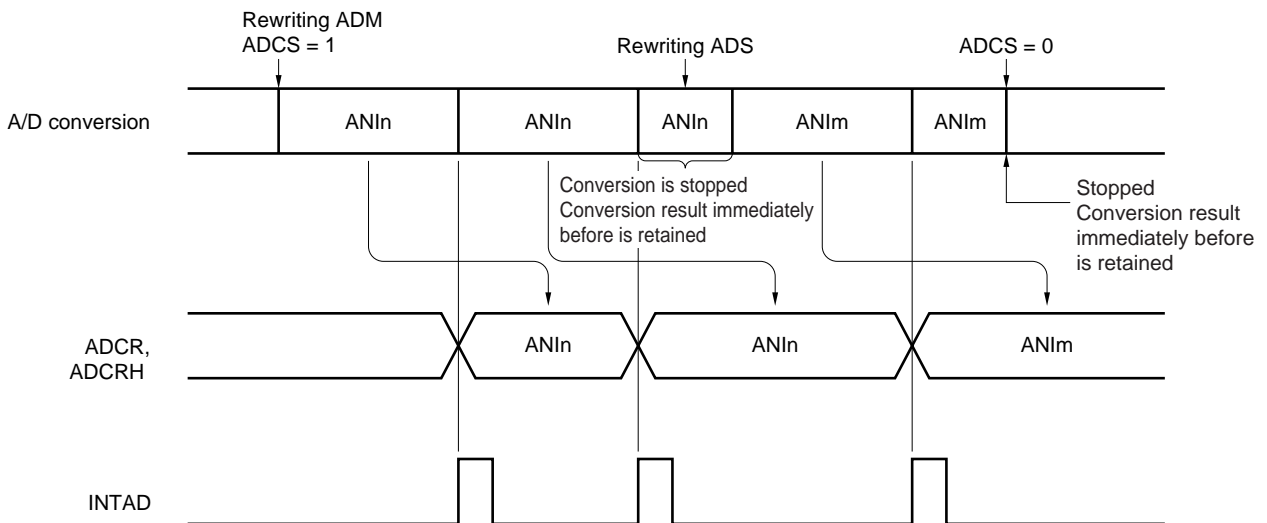 Rewriting ADM
ADCS = 1
Rewriting ADS
ADCS = 0
A/D conversion
ANIn
ANIn
ANIn
ANIm
ANIm
Conversion is stopped
Conversion result immediately
before is retained
Stopped
Conversion result
immediately before
is retained
ADCR,
ADCRH
ANIn
ANIn
ANIm
INTAD